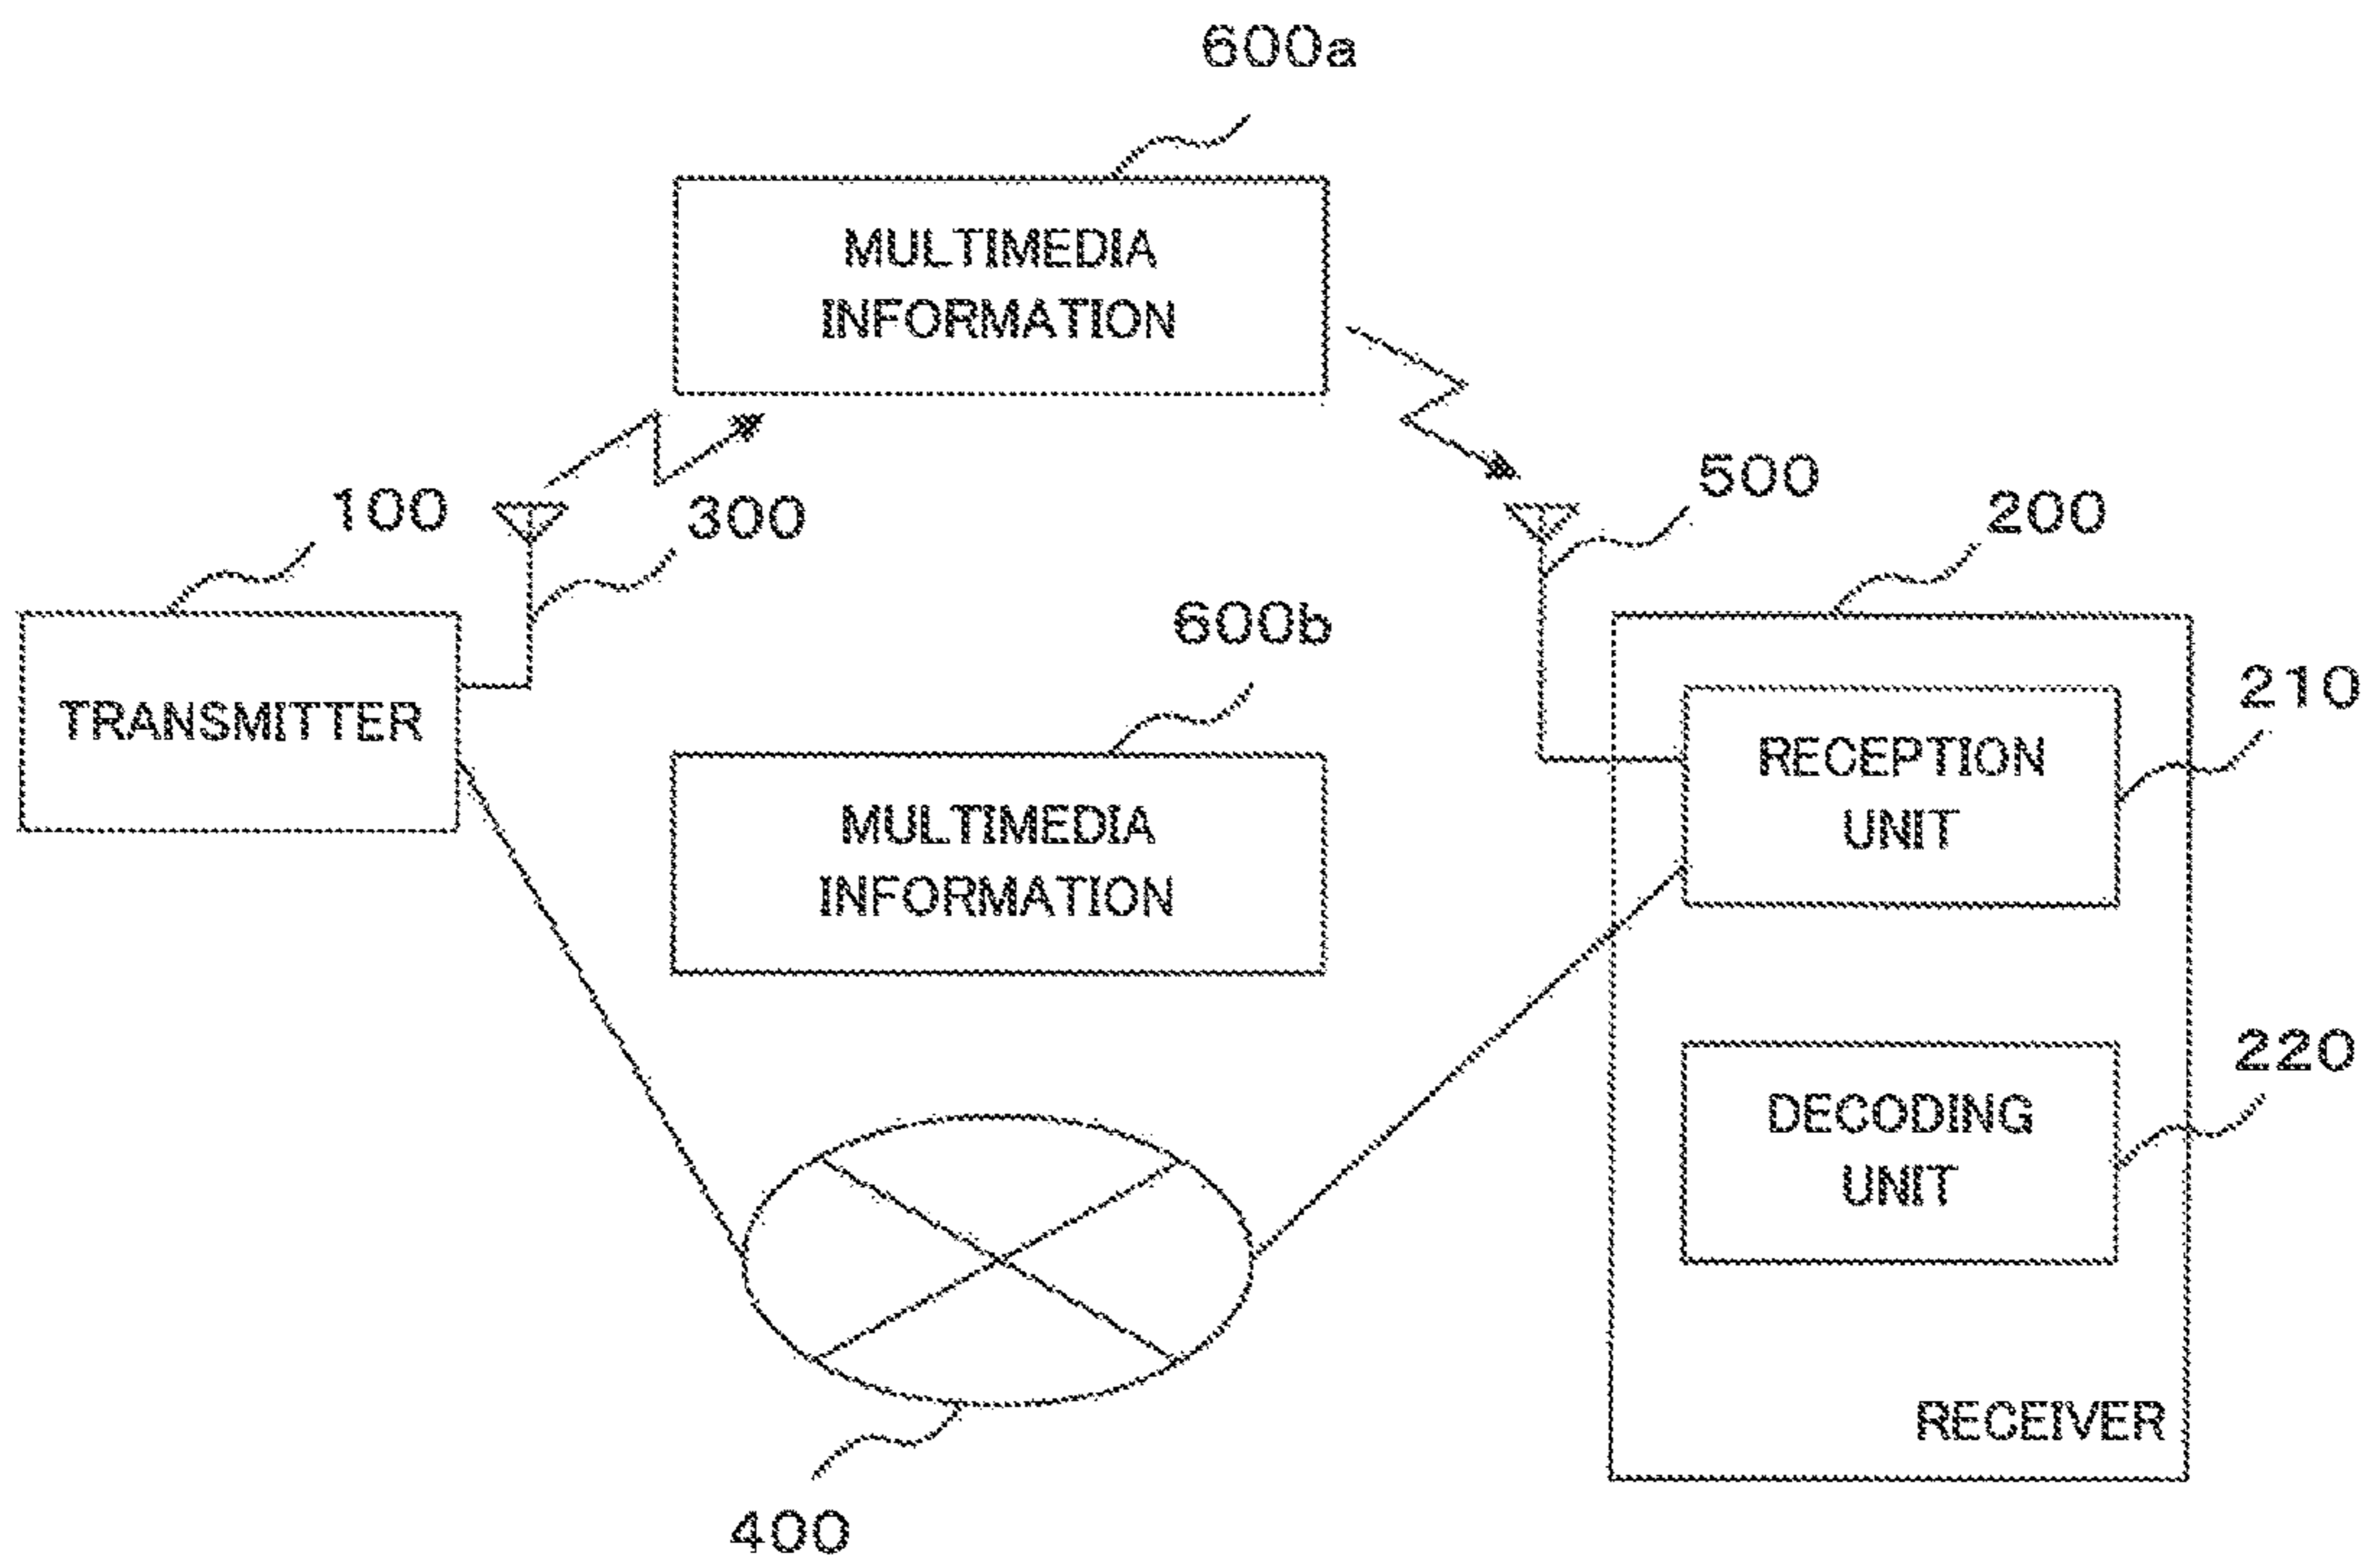 600a
MULTIMEDIA
INFORMATION
100
300
500
200
600b
210
TRANSMITTER
RECEPTION
UNIT
MULTIMEDIA
INFORMATION
220
DECODING
UNIT
RECEIVER
400